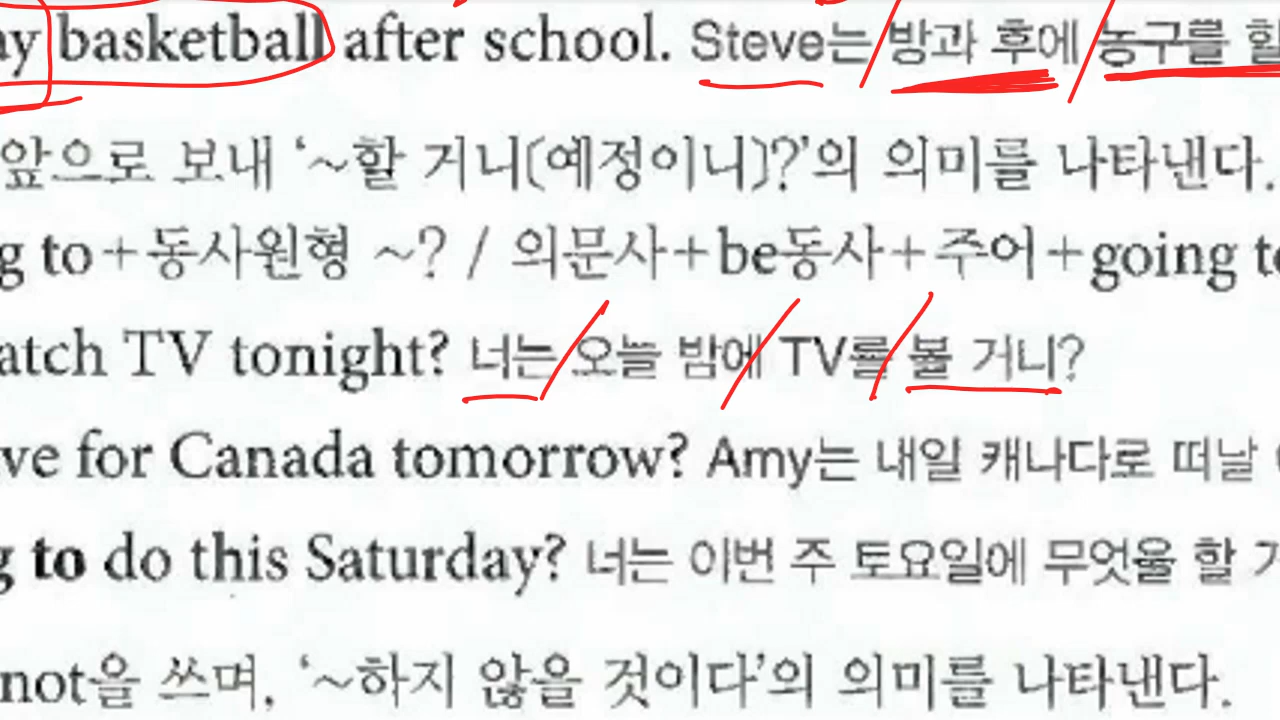 basketball after school. Steve는 방과 후에 농구를 할
앞으로 보내 ‘~할 거니(예정이니)?’의 의미를 나타낸다.
g to+동사원형 ~? / 의문사+be동사+주어+going to
atch TV tonight? 너는 오늘 밤에 TV를 볼 거니?
ve for Canada tomorrow? Amy는 내일 캐나다로 떠날
g to do this Saturday? 너는 이번 주 토요일에 무엇을 할
not을 쓰며, ‘~하지 않을 것이다’의 의미를 나타낸다.